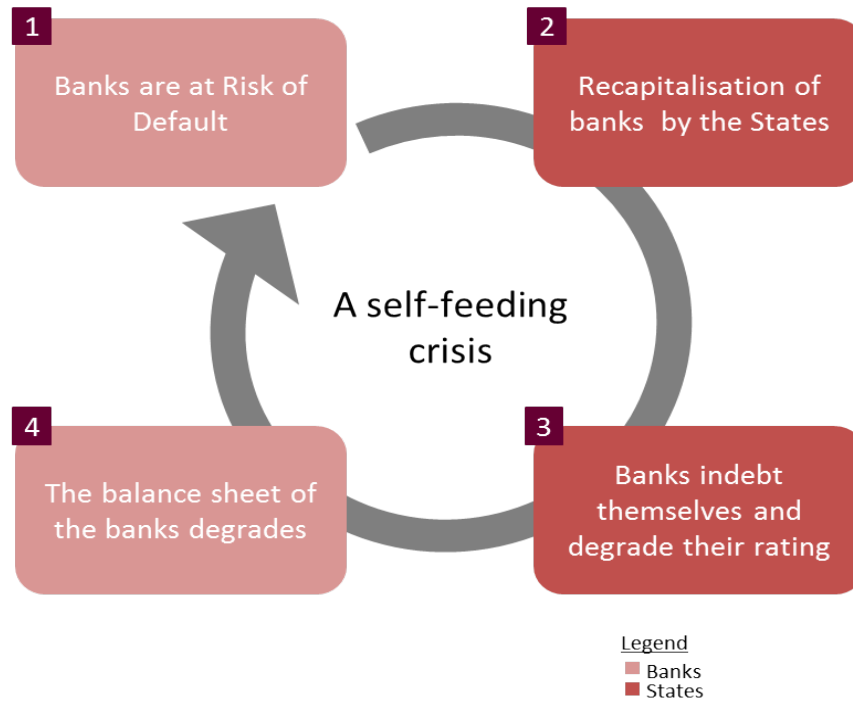 1
Banks are at Risk of
Default
2
Recapitalisation of
banks by the States
A self-feeding
crisis
4
The balance sheet of
the banks degrades
3
Banks indebt
themselves and
degrade their rating
Legend
Banks
States